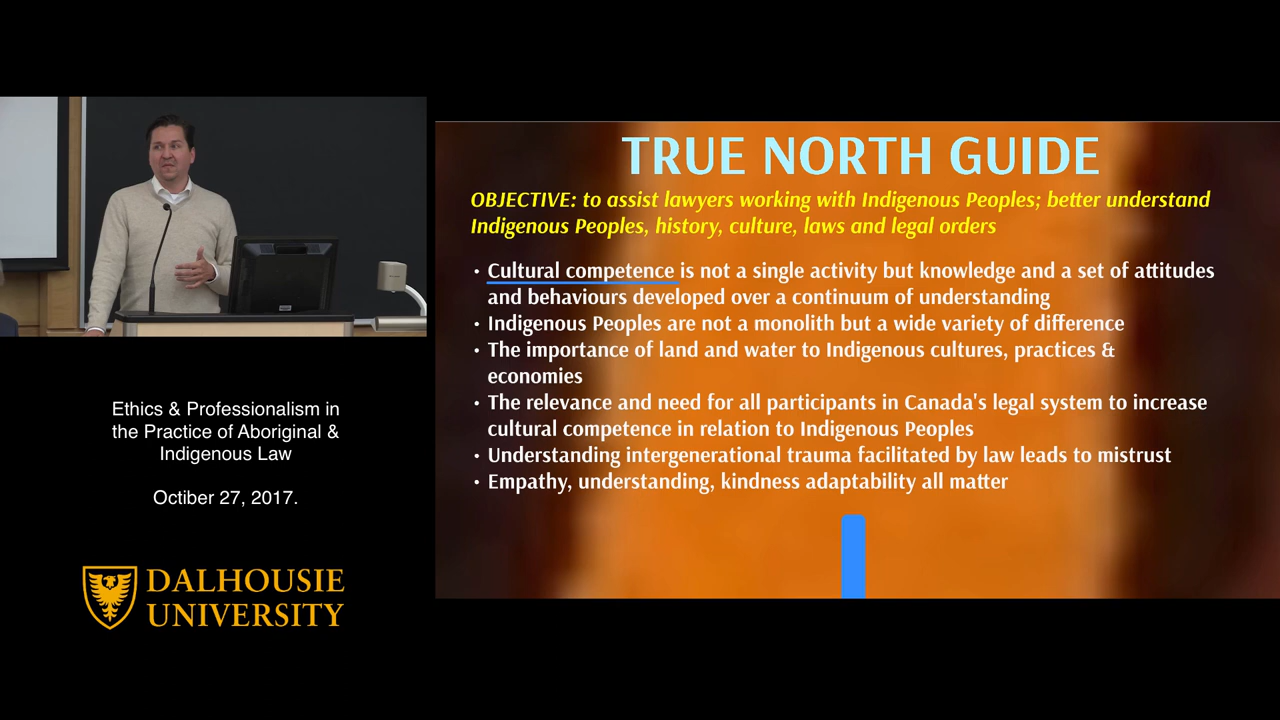 TRUE NORTH GUIDE
OBJECTIVE: to assist lawyers working with Indigenous Peoples; better understand
Indigenous Peoples, history, culture, laws and legal orders
• Cultural competence is not a single activity but knowledge and a set of attitudes
and behaviours developed over a continuum of understanding
• Indigenous Peoples are not a monolith but a wide variety of difference
• The importance of land and water to Indigenous cultures, practices &
economies
• The relevance and need for all participants in Canada's legal system to increase
cultural competence in relation to Indigenous Peoples
• Understanding intergenerational trauma facilitated by law leads to mistrust
• Empathy, understanding, kindness adaptability all matter
Ethics & Professionalism in
the Practice of Aboriginal &
Indigenous Law
Octiber 27, 2017.
DALHOUSIE
UNIVERSITY